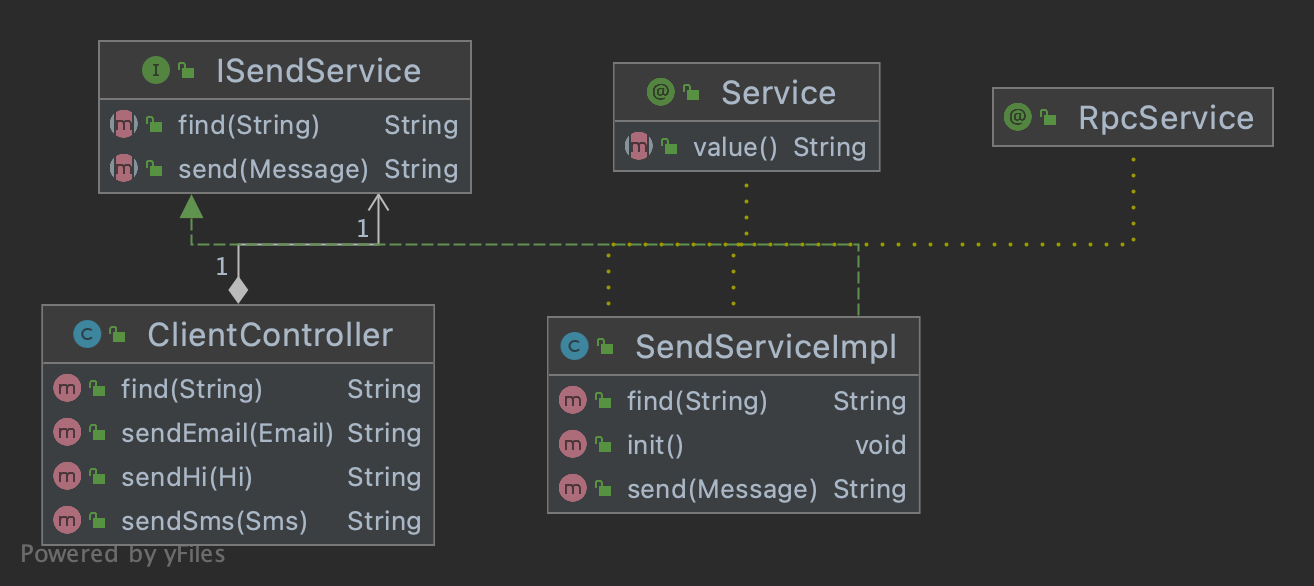 ISendService
find(String) String
send(Message) String
Service
value() String
RpcService
1
1
ClientController
find(String) String
sendEmail(Email) String
sendHi(Hi) String
sendSms(Sms) String
SendServiceImpl
find(String) String
init() void
send(Message) String
Powered by yFiles